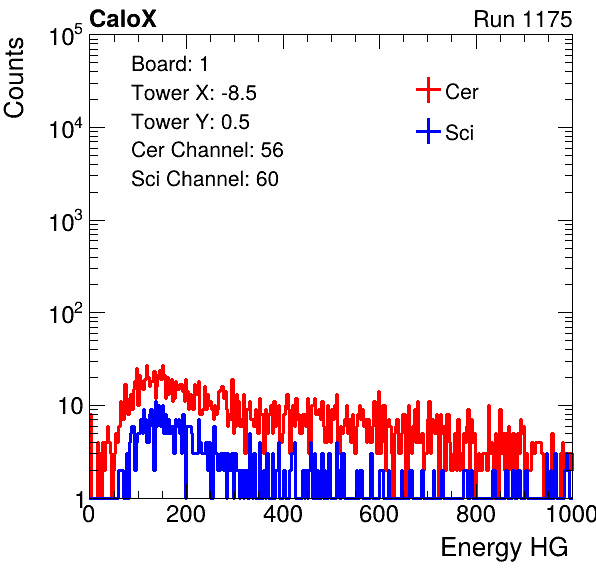 CaloX Run 1175
Counts
10^5
10^4
10^3
10^2
10
1
Board: 1
Tower X: -8.5
Tower Y: 0.5
Cer Channel: 56
Sci Channel: 60
Cer
Sci
0 200 400 600 800 1000
Energy HG